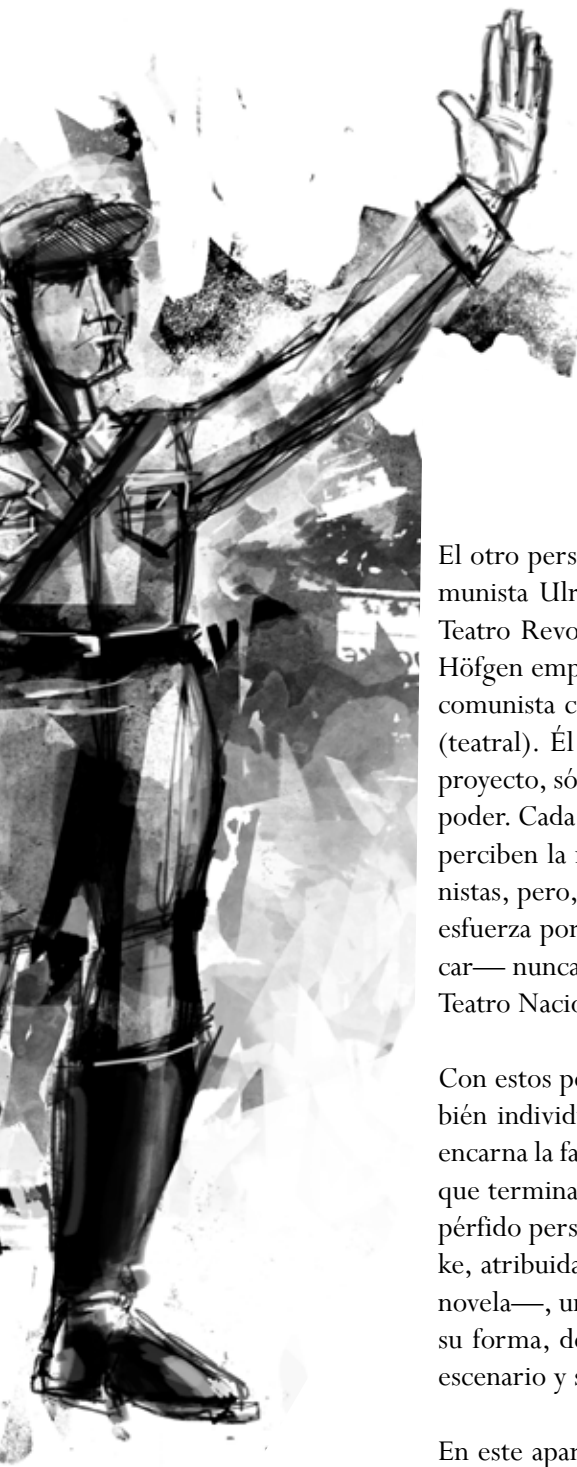 El otro pers
munista Ulr
Teatro Revo
Höfgen emp
comunista c
(teatral). Él
proyecto, só
poder. Cada
perciben la
nistas, pero,
esfuerza por
car— nunca
Teatro Nacio
Con estos pe
bién individ
encarna la fa
que termina
pérfido pers
ke, atribuida
novela—, un
su forma, de
escenario y s
En este apar